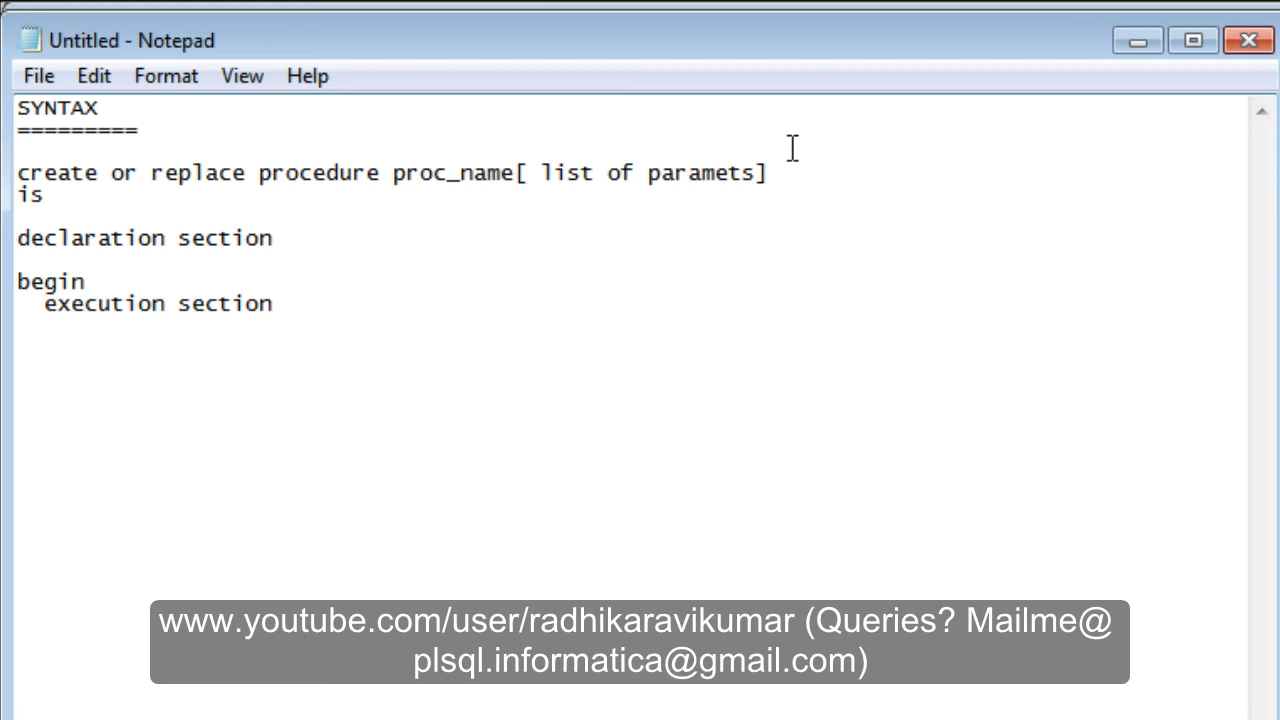 Untitled - Notepad
File Edit Format View Help
SYNTAX
=========
create or replace procedure proc_name[ list of paramets]
is
declaration section
begin
execution section
www.youtube.com/user/radhikaravikumar (Queries? Mailme@
plsql.informatica@gmail.com)